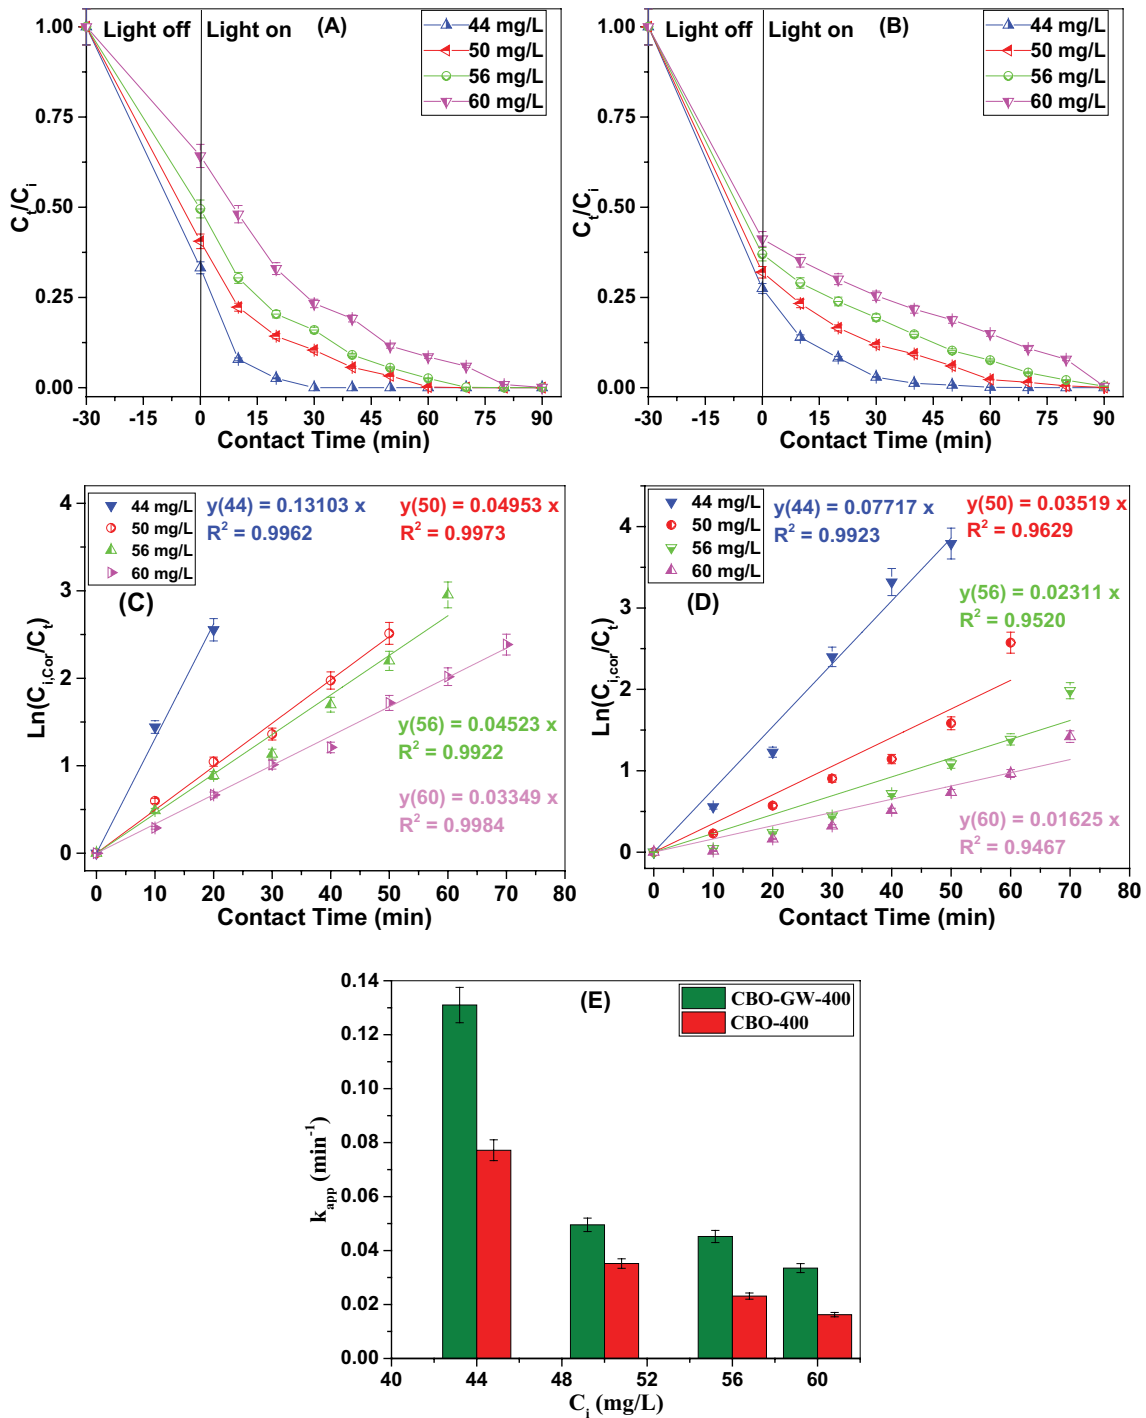 Light off Light on (A)
44 mg/L
50 mg/L
56 mg/L
60 mg/L
1.00
0.75
0.50
0.25
0.00
C_t/C_i
-30 -15 0 15 30 45 60 75 90
Contact Time (min)
Light off Light on (B)
44 mg/L
50 mg/L
56 mg/L
60 mg/L
1.00
0.75
0.50
0.25
0.00
C_t/C_i
-30 -15 0 15 30 45 60 75 90
Contact Time (min)
44 mg/L
50 mg/L
56 mg/L
60 mg/L
(C)
y(44) = 0.13103 x
R² = 0.9962
y(50) = 0.04953 x
R² = 0.9973
y(56) = 0.04523 x
R² = 0.9922
y(60) = 0.03349 x
R² = 0.9984
4
3
2
1
0
Ln(C_i,cor/C_t)
0 10 20 30 40 50 60 70 80
Contact Time (min)
44 mg/L
50 mg/L
56 mg/L
60 mg/L
(D)
y(44) = 0.07717 x
R² = 0.9923
y(50) = 0.03519 x
R² = 0.9629
y(56) = 0.02311 x
R² = 0.9520
y(60) = 0.01625 x
R² = 0.9467
4
3
2
1
0
Ln(C_i,cor/C_t)
0 10 20 30 40 50 60 70 80
Contact Time (min)
(E)
CBO-GW-400
CBO-400
0.14
0.12
0.10
0.08
0.06
0.04
0.02
0.00
k_app (min⁻¹)
40 44 48 52 56 60
C_i (mg/L)